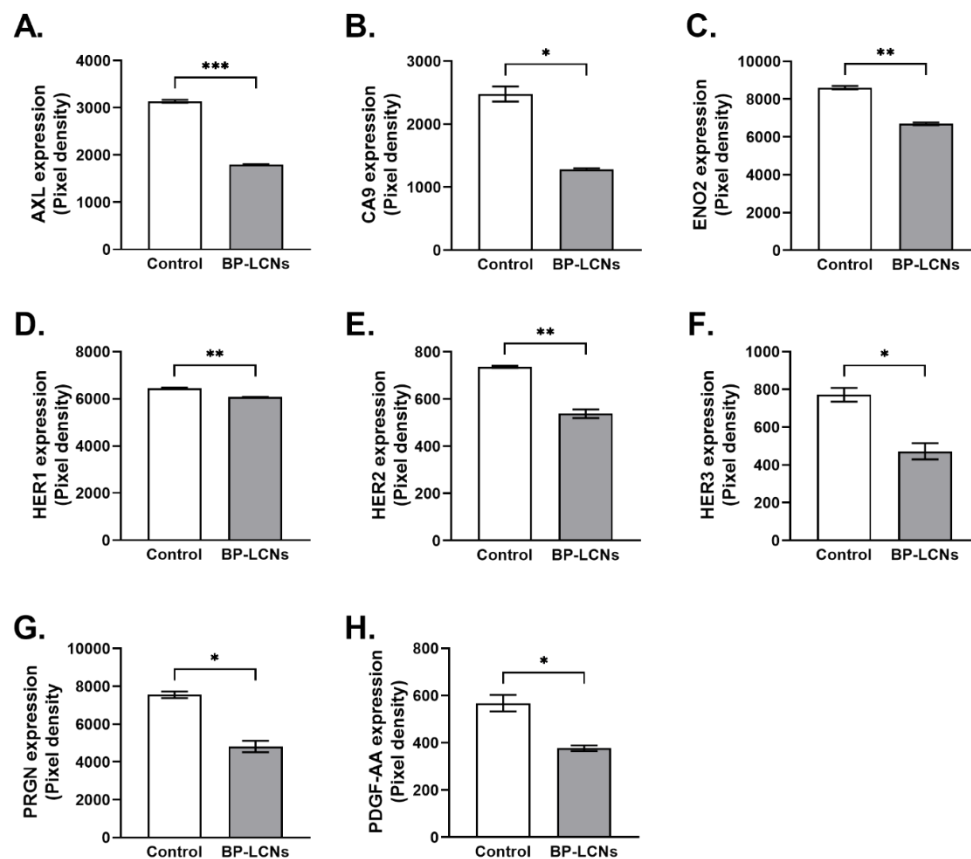 A.
AXL expression
(Pixel density)
4000
3000
2000
1000
0
***
Control
BP-LCNs
B.
CA9 expression
(Pixel density)
3000
2000
1000
0
*
Control
BP-LCNs
C.
ENO2 expression
(Pixel density)
10000
8000
6000
4000
2000
0
**
Control
BP-LCNs
D.
HER1 expression
(Pixel density)
8000
6000
4000
2000
0
**
Control
BP-LCNs
E.
HER2 expression
(Pixel density)
800
600
400
200
0
**
Control
BP-LCNs
F.
HER3 expression
(Pixel density)
1000
800
600
400
200
0
*
Control
BP-LCNs
G.
PRGN expression
(Pixel density
10000
8000
6000
4000
2000
0
*
Control
BP-LCNs
H.
PDGF-AA expression
(Pixel density)
800
600
400
200
0
*
Control
BP-LCNs